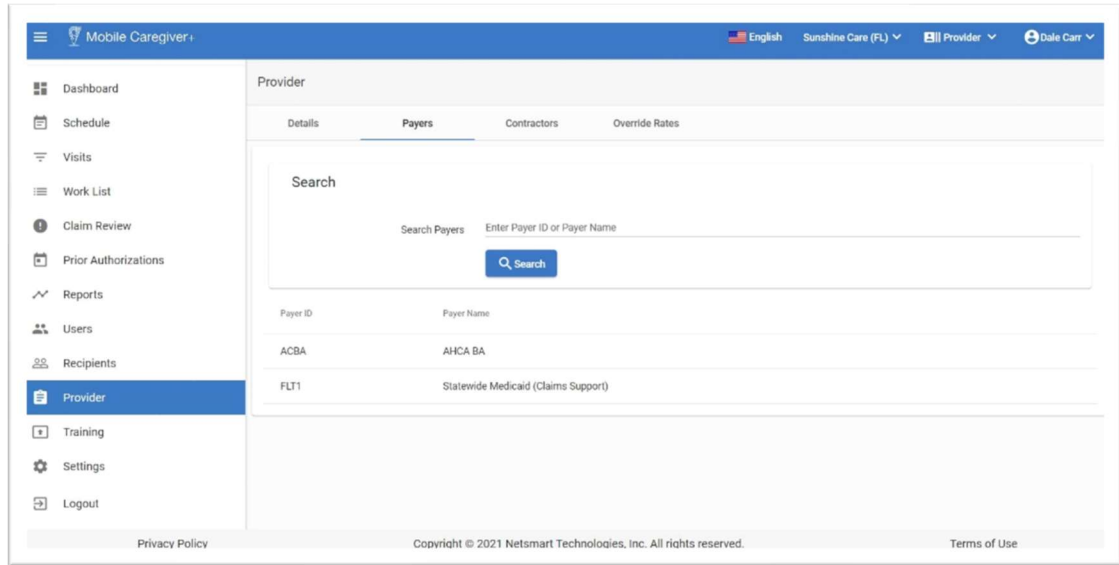 Mobile Caregiver+ English Sunshine Care (FL) Provider Dale Carr
Dashboard
Schedule
Visits
Work List
Claim Review
Prior Authorizations
Reports
Users
Recipients
Provider
Training
Settings
Logout
Provider
Details Payers Contractors Override Rates
Search
Search Payers Enter Payer ID or Payer Name
Search
Payer ID Payer Name
ACBA AHCA BA
FLT1 Statewide Medicaid (Claims Support)
Privacy Policy Copyright © 2021 Netsmart Technologies, Inc. All rights reserved. Terms of Use